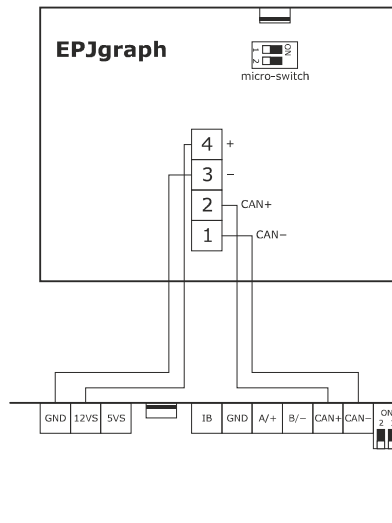 EPJgraph
ON
1
2
micro-switch
4 +
3 −
2 CAN+
1 CAN−
GND 12VS 5VS IB GND A/+ B/− CAN+ CAN− ON
2